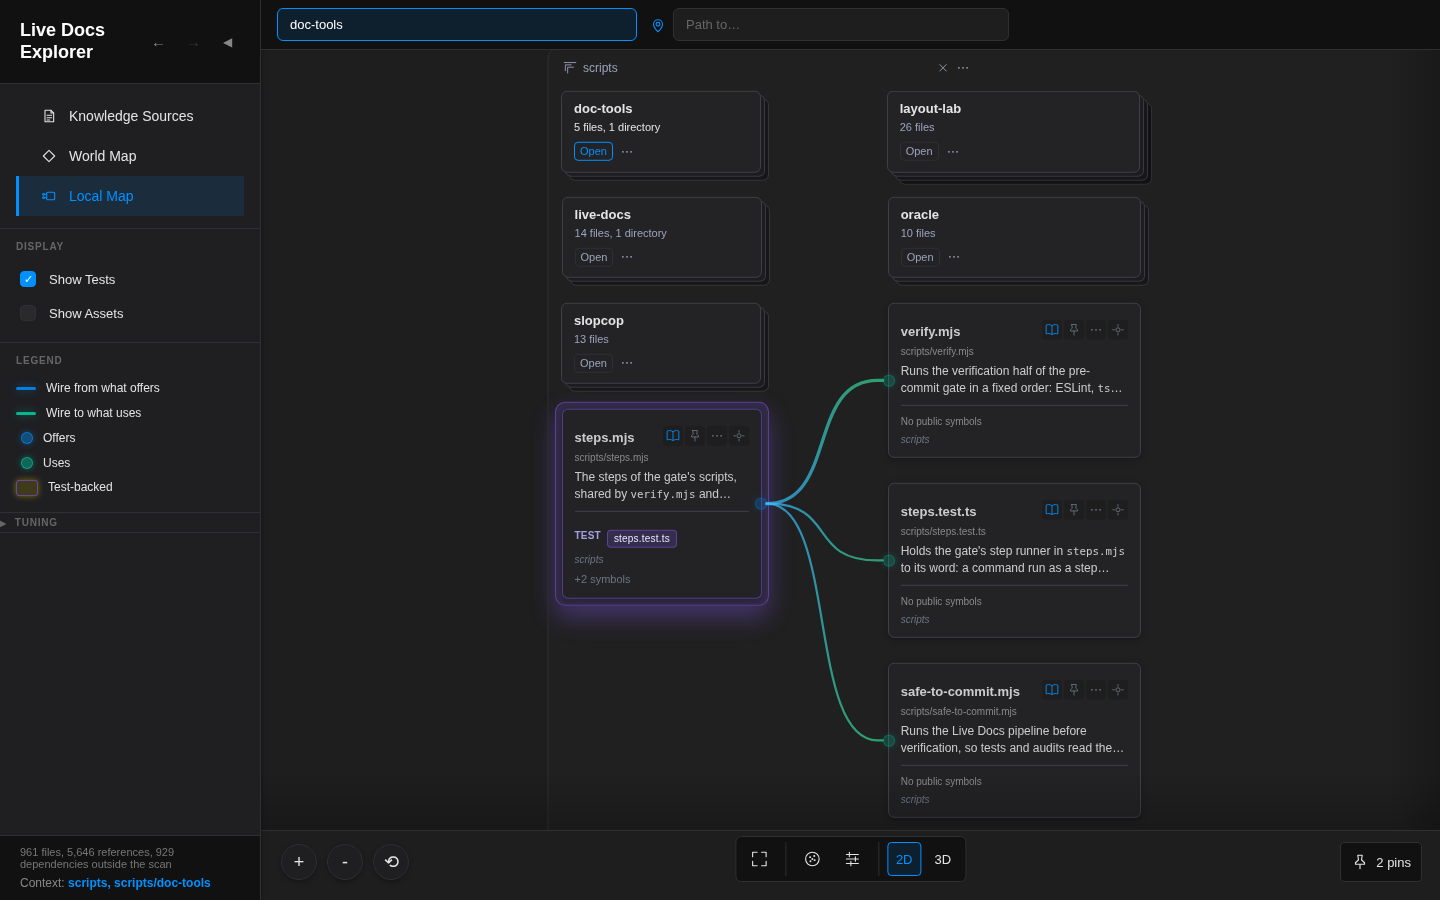 Live Docs
Explorer
Knowledge Sources
World Map
Local Map
DISPLAY
✓ Show Tests
Show Assets
LEGEND
Wire from what offers
Wire to what uses
Offers
Uses
Test-backed
TUNING
961 files, 5,646 references, 929
dependencies outside the scan
Context: scripts, scripts/doc-tools
doc-tools
Path to…
scripts
doc-tools
5 files, 1 directory
Open
layout-lab
26 files
Open
live-docs
14 files, 1 directory
Open
oracle
10 files
Open
slopcop
13 files
Open
steps.mjs
scripts/steps.mjs
The steps of the gate's scripts,
shared by verify.mjs and…
TEST steps.test.ts
scripts
+2 symbols
verify.mjs
scripts/verify.mjs
Runs the verification half of the pre-
commit gate in a fixed order: ESLint, ts…
No public symbols
scripts
steps.test.ts
scripts/steps.test.ts
Holds the gate's step runner in steps.mjs
to its word: a command run as a step…
No public symbols
scripts
safe-to-commit.mjs
scripts/safe-to-commit.mjs
Runs the Live Docs pipeline before
verification, so tests and audits read the…
No public symbols
scripts
+ - ⟲
2D 3D
2 pins